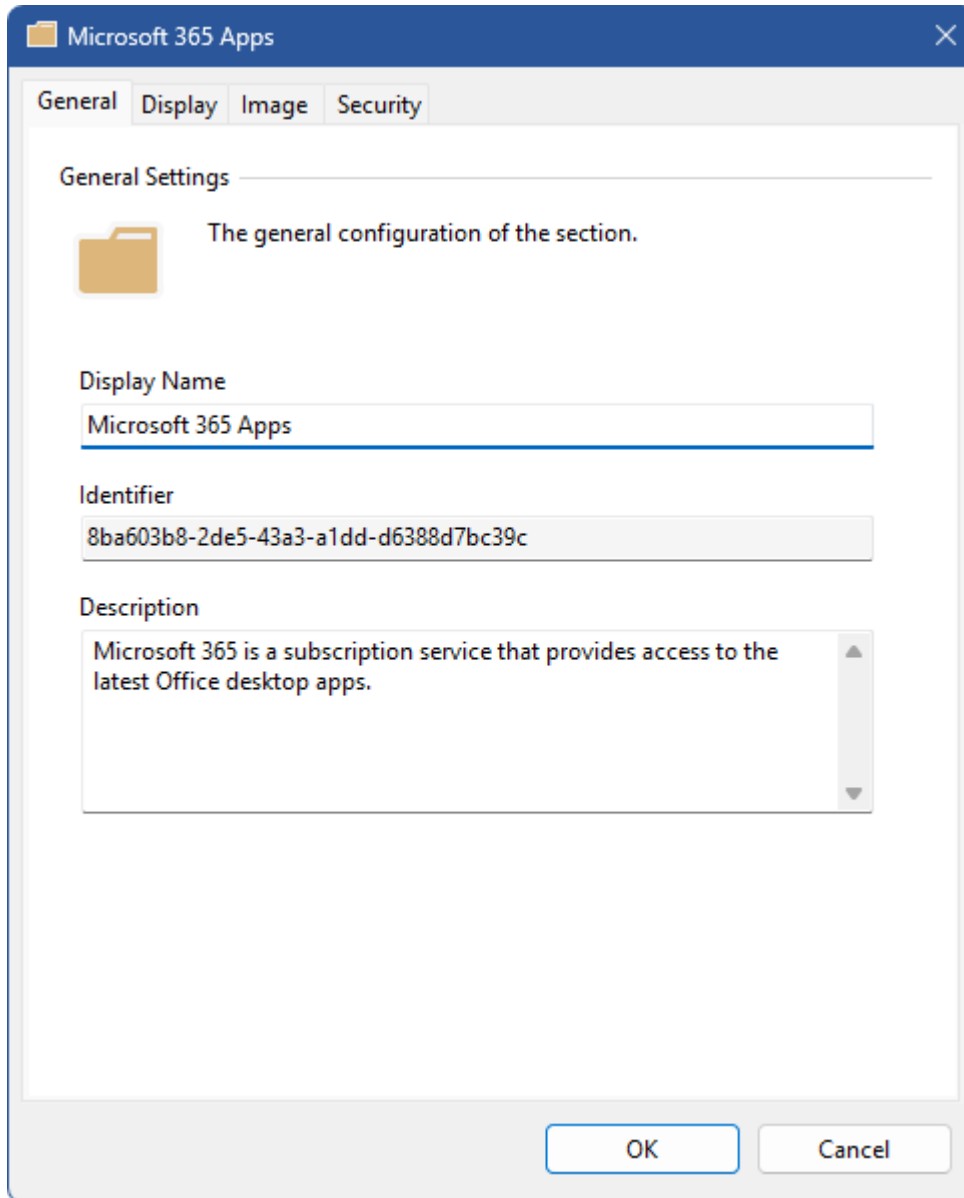 Microsoft 365 Apps
General Display Image Security
General Settings
The general configuration of the section.
Display Name
Microsoft 365 Apps
Identifier
8ba603b8-2de5-43a3-a1dd-d6388d7bc39c
Description
Microsoft 365 is a subscription service that provides access to the
latest Office desktop apps.
OK Cancel